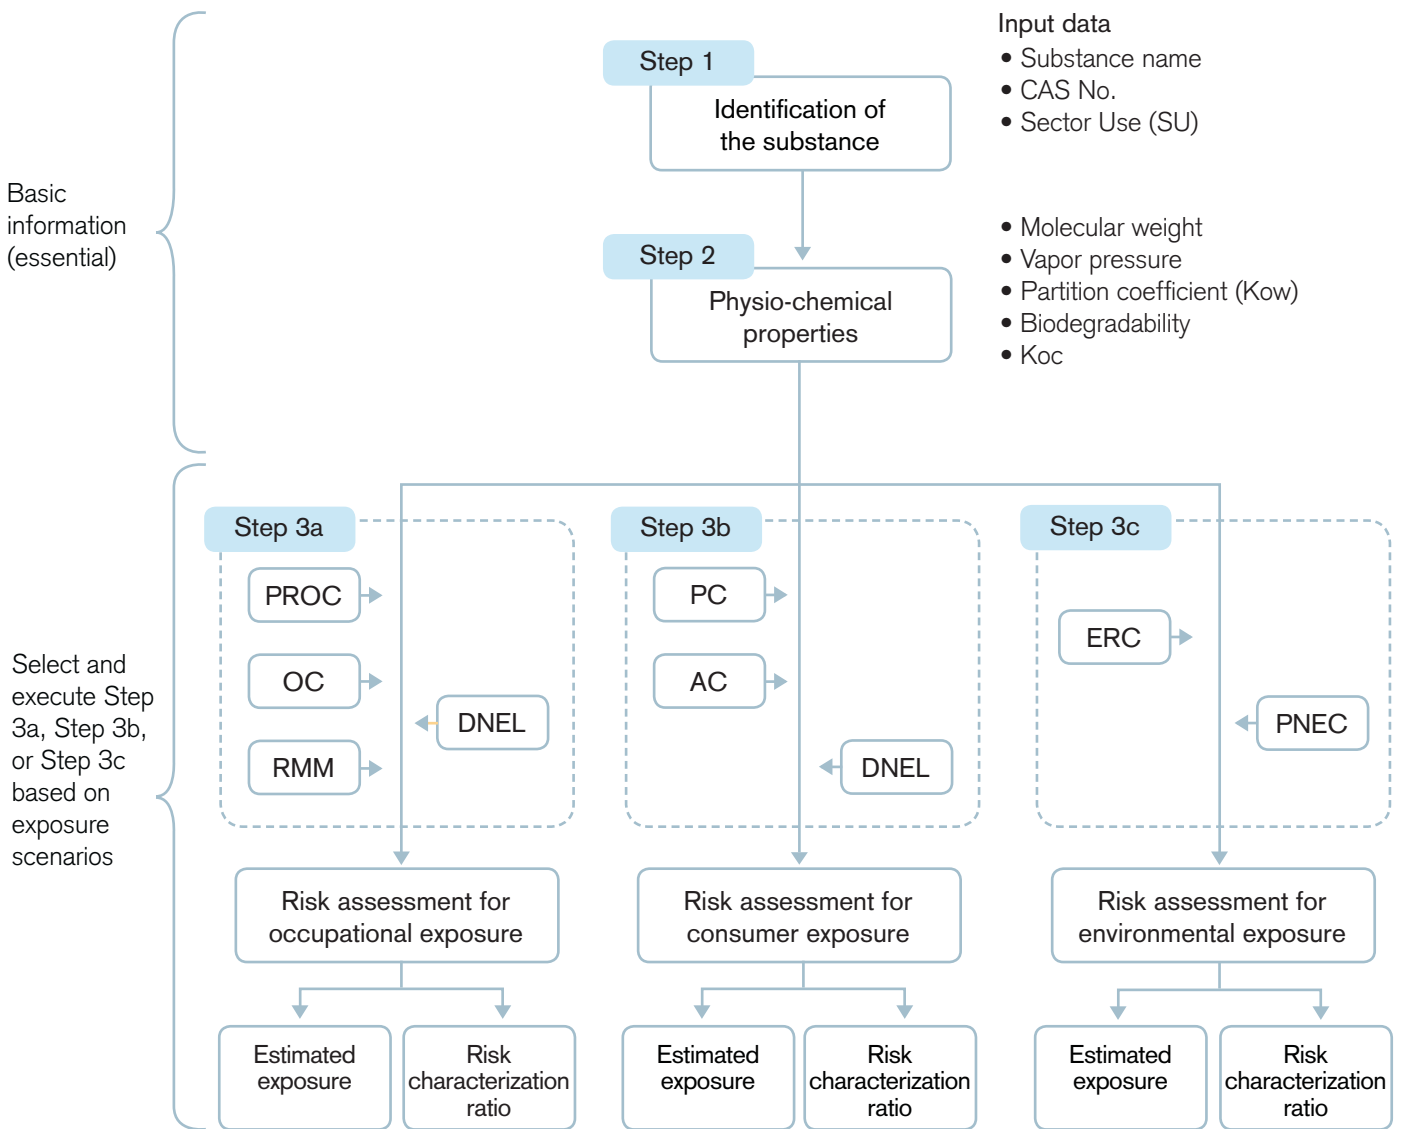 Input data
• Substance name
• CAS No.
• Sector Use (SU)
Step 1
Identification of
the substance
Basic
information
(essential)
Step 2
Physio-chemical
properties
• Molecular weight
• Vapor pressure
• Partition coefficient (Kow)
• Biodegradability
• Koc
Select and
execute Step
3a, Step 3b,
or Step 3c
based on
exposure
scenarios
Step 3a
PROC
OC
RMM
DNEL
Risk assessment for
occupational exposure
Estimated
exposure
Risk
characterization
ratio
Step 3b
PC
AC
DNEL
Risk assessment for
consumer exposure
Estimated
exposure
Risk
characterization
ratio
Step 3c
ERC
PNEC
Risk assessment for
environmental exposure
Estimated
exposure
Risk
characterization
ratio